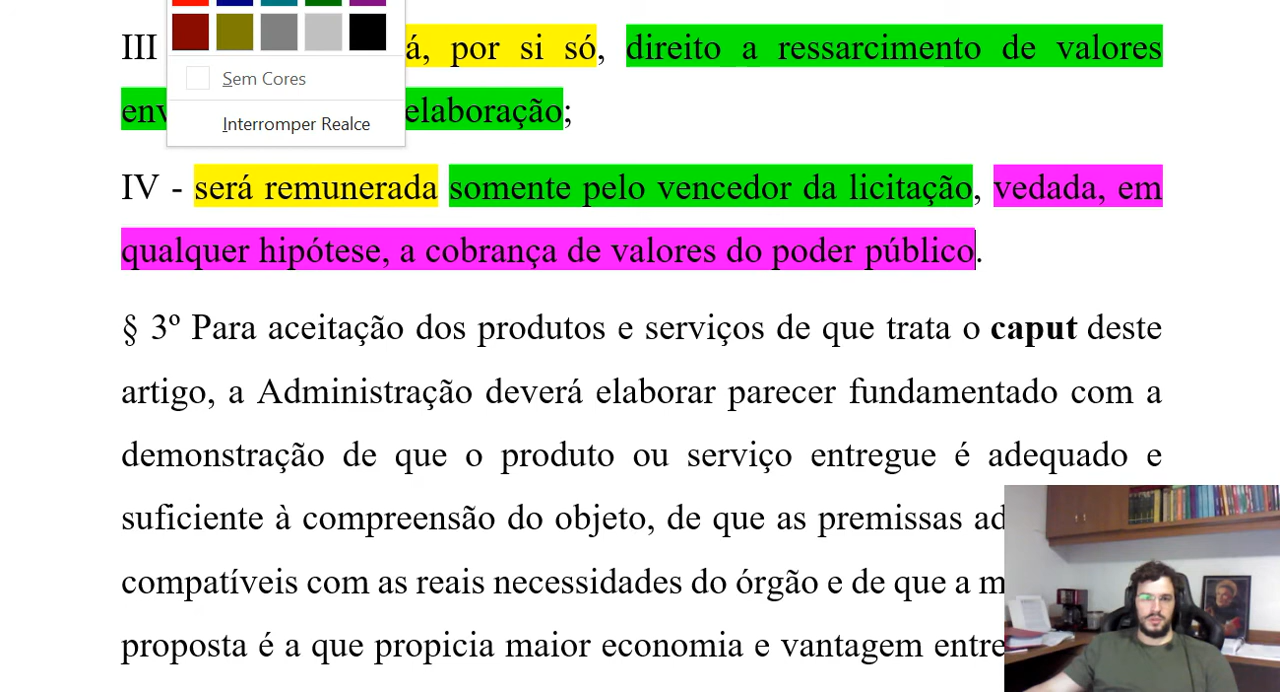 III á, por si só, direito a ressarcimento de valores
Sem Cores
env elaboração;
Interromper Realce
IV - será remunerada somente pelo vencedor da licitação, vedada, em
qualquer hipótese, a cobrança de valores do poder público.
§ 3º Para aceitação dos produtos e serviços de que trata o caput deste
artigo, a Administração deverá elaborar parecer fundamentado com a
demonstração de que o produto ou serviço entregue é adequado e
suficiente à compreensão do objeto, de que as premissas ad
compatíveis com as reais necessidades do órgão e de que a m
proposta é a que propicia maior economia e vantagem entre